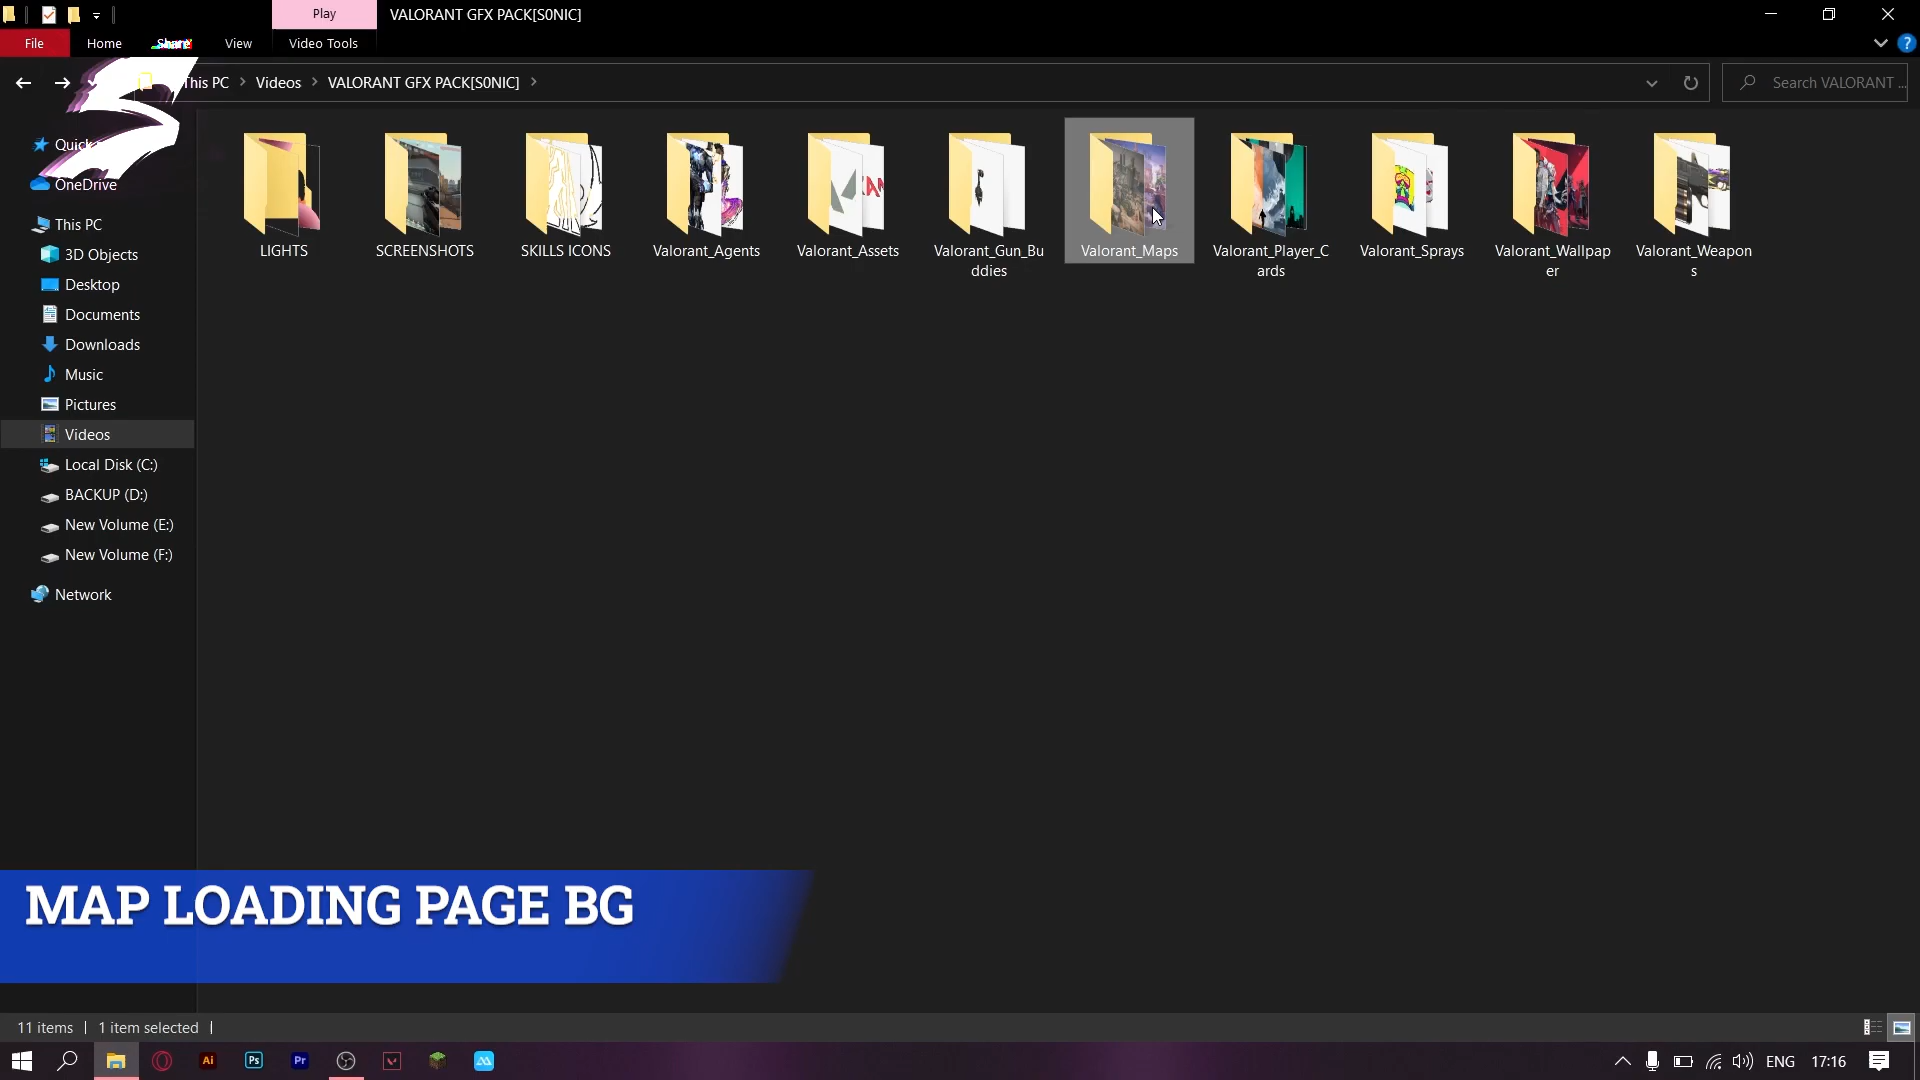 Play
VALORANT GFX PACK[S0NIC]
File
Home
Share
View
Video Tools
?
This PC
Videos
VALORANT GFX PACK[S0NIC]
Search VALORANT ...
Quick
OneDrive
This PC
3D Objects
Desktop
Documents
Downloads
Music
Pictures
Videos
Local Disk (C:)
BACKUP (D:)
New Volume (E:)
New Volume (F:)
Network
LIGHTS
SCREENSHOTS
SKILLS ICONS
Valorant_Agents
Valorant_Assets
Valorant_Gun_Bu
ddies
Valorant_Maps
Valorant_Player_C
ards
Valorant_Sprays
Valorant_Wallpap
er
Valorant_Weapon
s
MAP LOADING PAGE BG
11 items
1 item selected
Ai
Ps
Pr
ENG
17:16